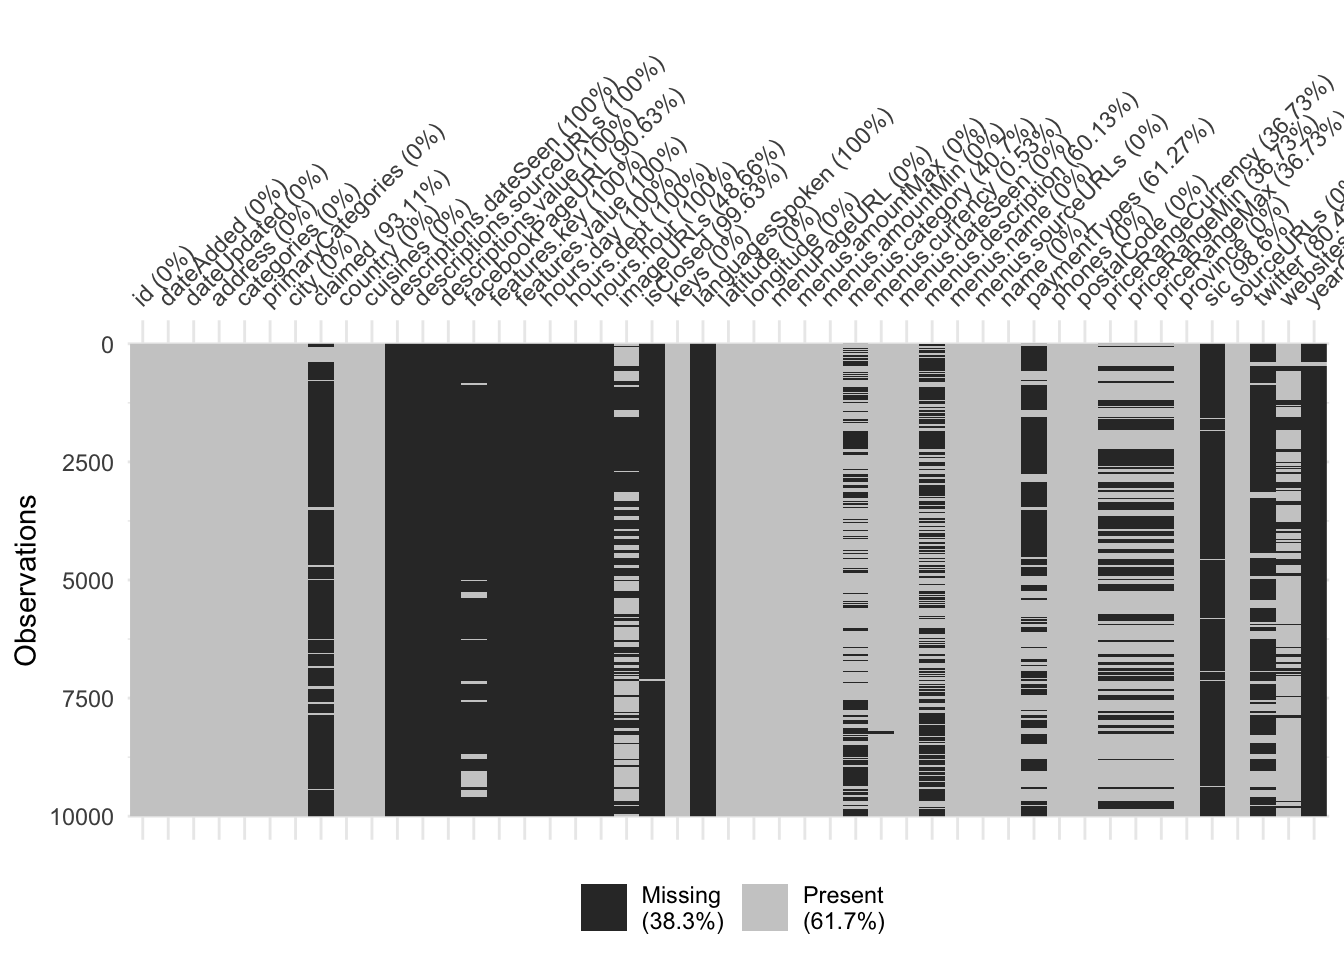 id (0%)
dateAdded (0%)
dateUpdated (0%)
address (0%)
categories (0%)
primaryCategories (0%)
city (0%)
claimed (93.11%)
country (0%)
cuisines (0%)
descriptions.dateSeen (100%)
descriptions.sourceURLs (100%)
descriptions.value (100%)
facebookPageURL (90.63%)
features.key (100%)
features.value (100%)
hours.day (100%)
hours.dept (100%)
hours.hour (100%)
imageURLs (48.66%)
isClosed (99.63%)
keys (0%)
languagesSpoken (100%)
latitude (0%)
longitude (0%)
menuPageURL (0%)
menus.amountMax (0%)
menus.amountMin (0%)
menus.category (40.7%)
menus.currency (0.53%)
menus.dateSeen (0%)
menus.description (60.13%)
menus.name (0%)
menus.sourceURLs (0%)
name (0%)
paymentTypes (61.27%)
phones (0%)
postalCode (0%)
priceRangeCurrency (36.73%)
priceRangeMin (36.73%)
priceRangeMax (36.73%)
province (0%)
sic (98.6%)
sourceURLs (0%
twitter (80.
0
2500
5000
7500
10000
Observations
Missing
(38.3%)
Present
(61.7%)